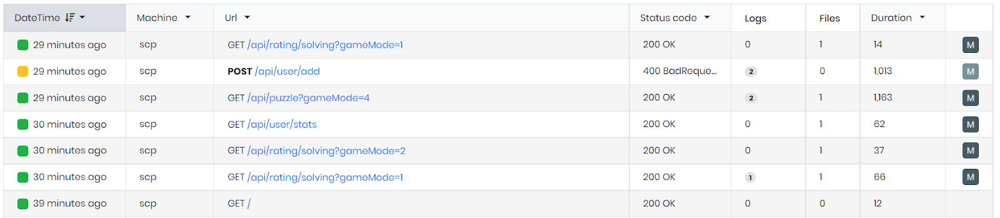 DateTime Machine Url Status code Logs Files Duration
29 minutes ago scp GET /api/rating/solving?gameMode=1 200 OK 0 1 14 M
29 minutes ago scp POST /api/user/add 400 BadReque... 2 0 1,013 M
29 minutes ago scp GET /api/puzzle?gameMode=4 200 OK 2 1 1,163 M
30 minutes ago scp GET /api/user/stats 200 OK 0 1 62 M
30 minutes ago scp GET /api/rating/solving?gameMode=2 200 OK 0 1 37 M
30 minutes ago scp GET /api/rating/solving?gameMode=1 200 OK 1 1 66 M
39 minutes ago scp GET / 200 OK 0 0 12